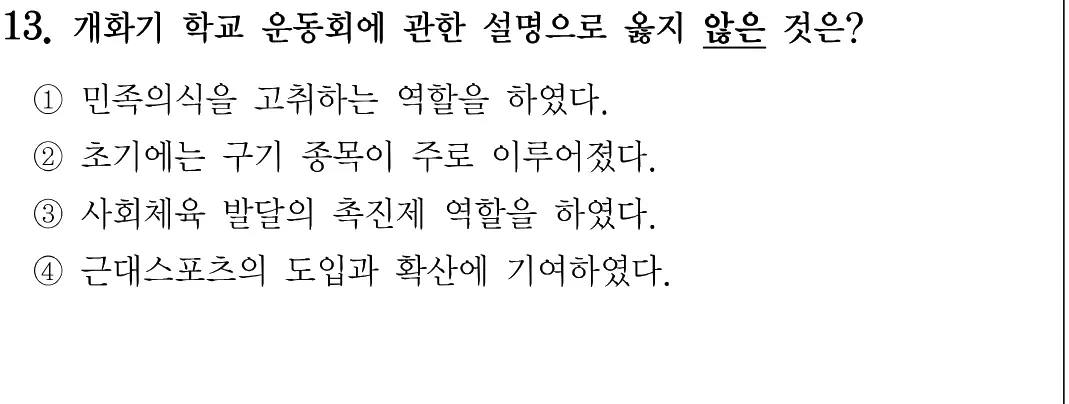 13. 개화기 학교 운동회에 관한 설명으로 옳지 않은 것은?
① 민족의식을 고취하는 역할을 하였다.
② 초기에는 구기 종목이 주로 이루어졌다.
③ 사회체육 발달의 촉진제 역할을 하였다.
④ 근대스포츠의 도입과 확산에 기여하였다.